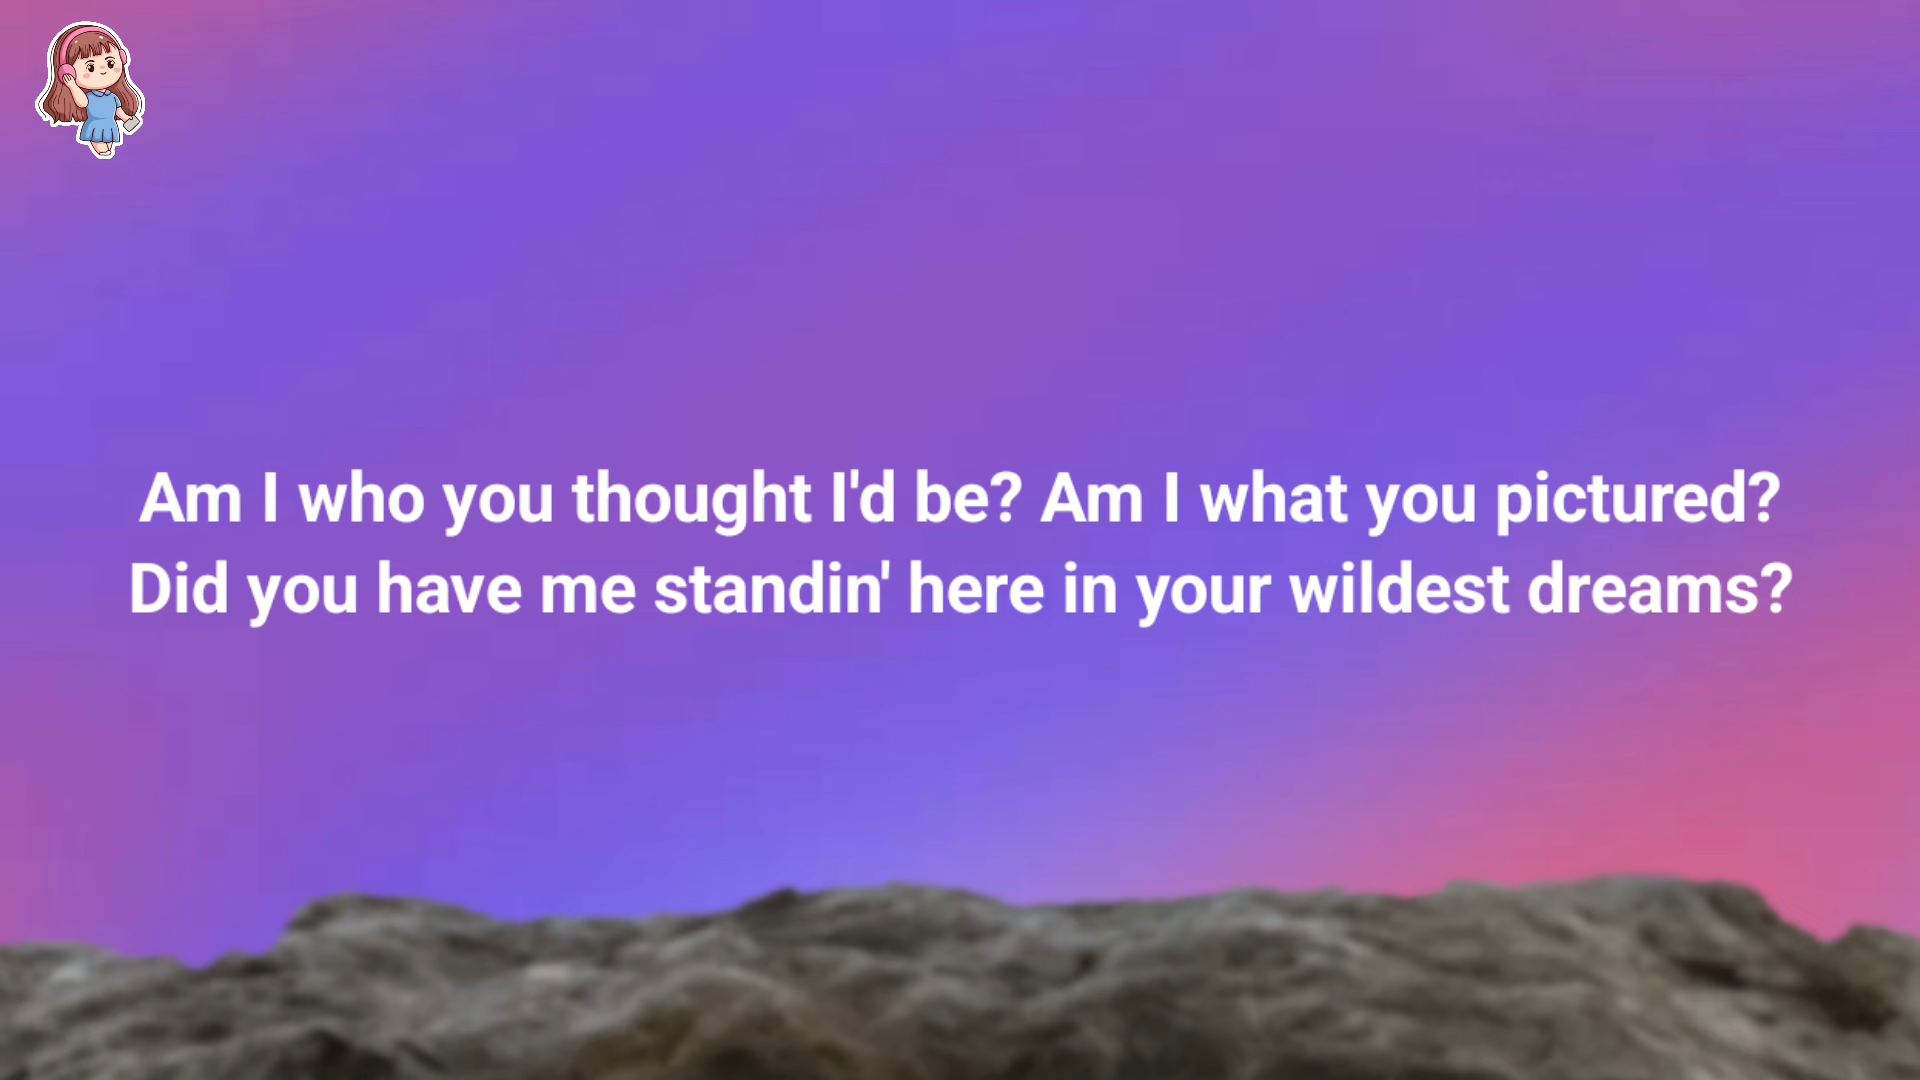 Am I who you thought I'd be? Am I what you pictured?
Did you have me standin' here in your wildest dreams?